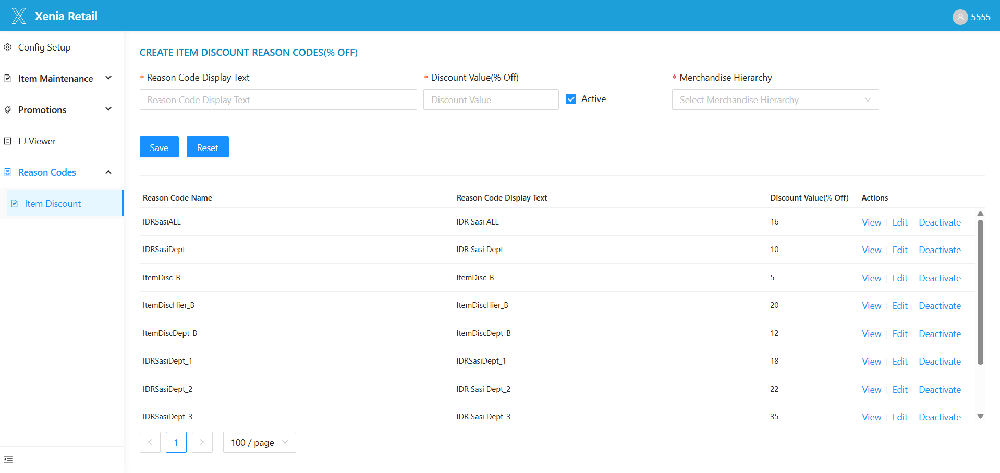 Xenia Retail
5555
Config Setup
Item Maintenance
Promotions
EJ Viewer
Reason Codes
Item Discount
CREATE ITEM DISCOUNT REASON CODES(% OFF)
* Reason Code Display Text * Discount Value(% Off) * Merchandise Hierarchy
Reason Code Display Text Discount Value Active Select Merchandise Hierarchy
Save Reset
Reason Code Name Reason Code Display Text Discount Value(% Off) Actions
IDRSasiALL IDR Sasi ALL 16 View Edit Deactivate
IDRSasiDept IDR Sasi Dept 10 View Edit Deactivate
ItemDisc_B ItemDisc_B 5 View Edit Deactivate
ItemDiscHier_B ItemDiscHier_B 20 View Edit Deactivate
ItemDiscDept_B ItemDiscDept_B 12 View Edit Deactivate
IDRSasiDept_1 IDRSasiDept_1 18 View Edit Deactivate
IDRSasiDept_2 IDR Sasi Dept_2 22 View Edit Deactivate
IDRSasiDept_3 IDR Sasi Dept_3 35 View Edit Deactivate
< 1 > 100 / page